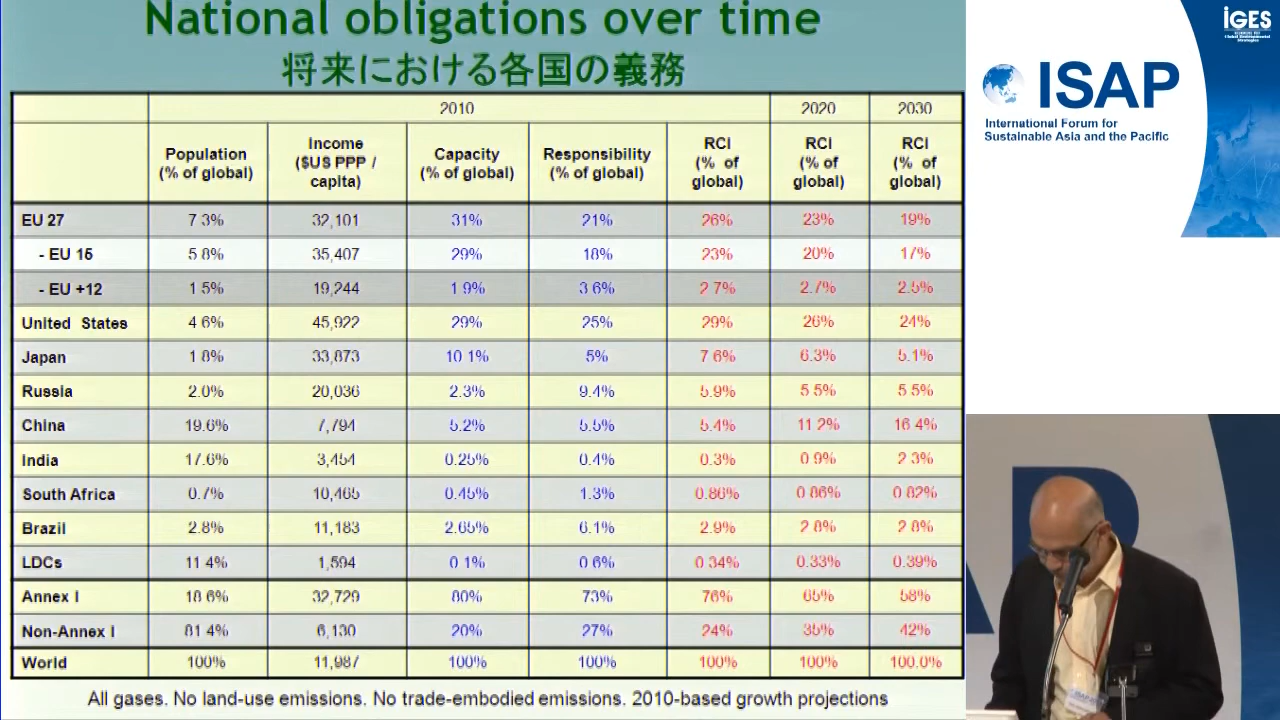 National obligations over time
将来における各国の義務
2010 2020 2030
Population (% of global) Income ($US PPP / capita) Capacity (% of global) Responsibility (% of global) RCI (% of global) RCI (% of global) RCI (% of global)
EU 27 7.3% 32,101 31% 21% 26% 23% 19%
- EU 15 5.8% 35,407 29% 18% 23% 20% 17%
- EU +12 1.5% 19,244 1.9% 3.6% 2.7% 2.7% 2.5%
United States 4.6% 45,922 29% 25% 29% 26% 24%
Japan 1.8% 33,873 10.1% 5% 7.6% 6.3% 5.1%
Russia 2.0% 20,036 2.3% 9.4% 5.9% 5.5% 5.5%
China 19.6% 7,794 5.2% 5.5% 5.4% 11.2% 16.4%
India 17.6% 3,454 0.25% 0.4% 0.3% 0.9% 2.3%
South Africa 0.7% 10,465 0.45% 1.3% 0.86% 0.86% 0.82%
Brazil 2.8% 11,183 2.65% 6.1% 2.9% 2.8% 2.8%
LDCs 11.4% 1,594 0.1% 0.6% 0.34% 0.33% 0.39%
Annex I 18.6% 32,729 80% 73% 76% 65% 58%
Non-Annex I 81.4% 6,130 20% 27% 24% 35% 42%
World 100% 11,987 100% 100% 100% 100% 100.0%
All gases. No land-use emissions. No trade-embodied emissions. 2010-based growth projections
iGES
ISAP
International Forum for
Sustainable Asia and the Pacific
ISAP